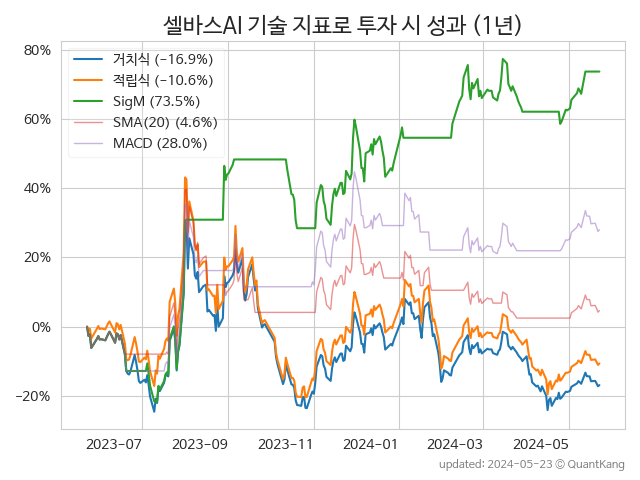 셀바스AI 기술 지표로 투자 시 성과 (1년)
80%
60%
40%
20%
0%
−20%
거치식 (−16.9%)
적립식 (−10.6%)
SigM (73.5%)
SMA(20) (4.6%)
MACD (28.0%)
2023-07 2023-09 2023-11 2024-01 2024-03 2024-05
updated: 2024-05-23 ⓒ QuantKang